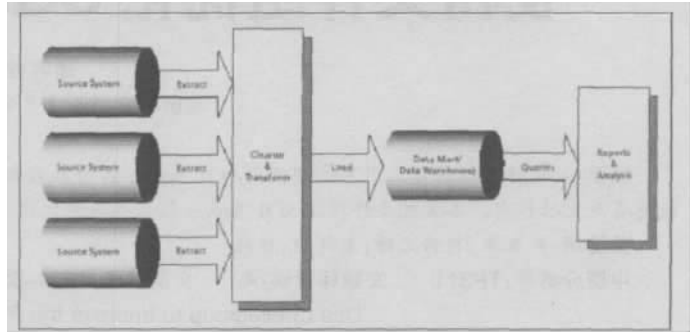 Source System
Extract
Source System
Extract
Source System
Extract
Cleanse
&
Transform
Load
Data Mart/
Data Warehouse
Queries
Reports
&
Analysis